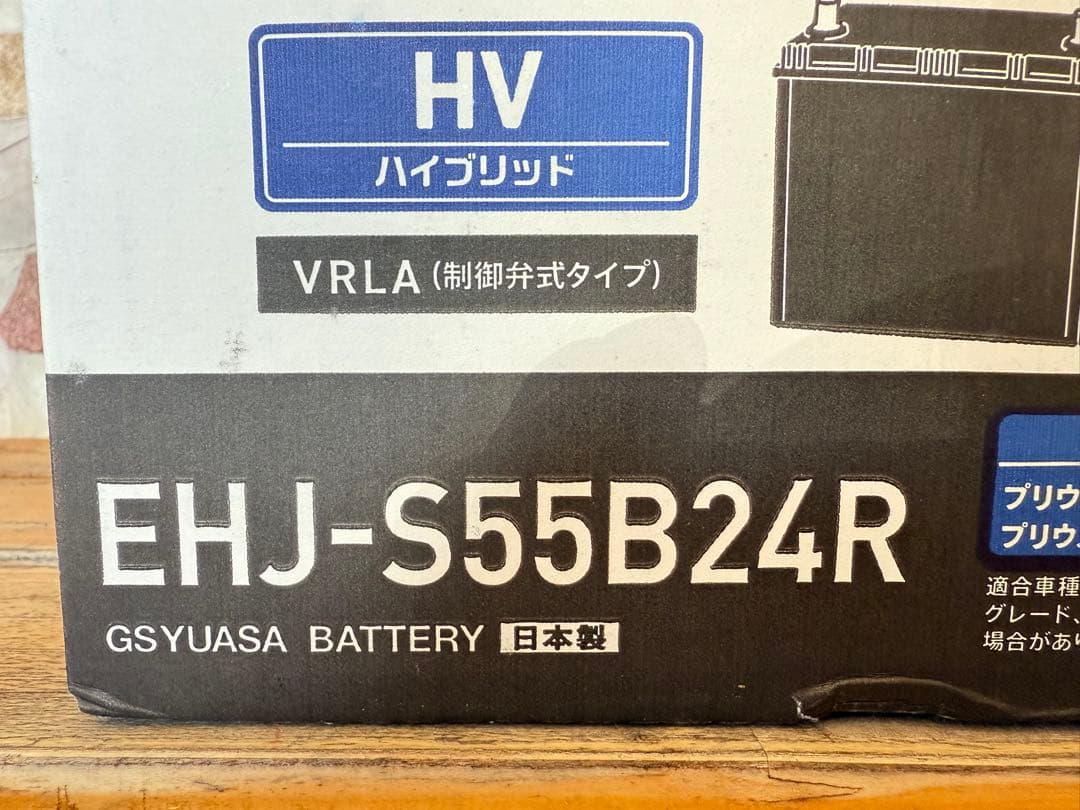 HV
ハイブリッド
VRLA(制御弁式タイプ)
EHJ-S55B24R
GSYUASA BATTERY 日本製
プリウ
プリウ
適合車種
グレード、
場合があり